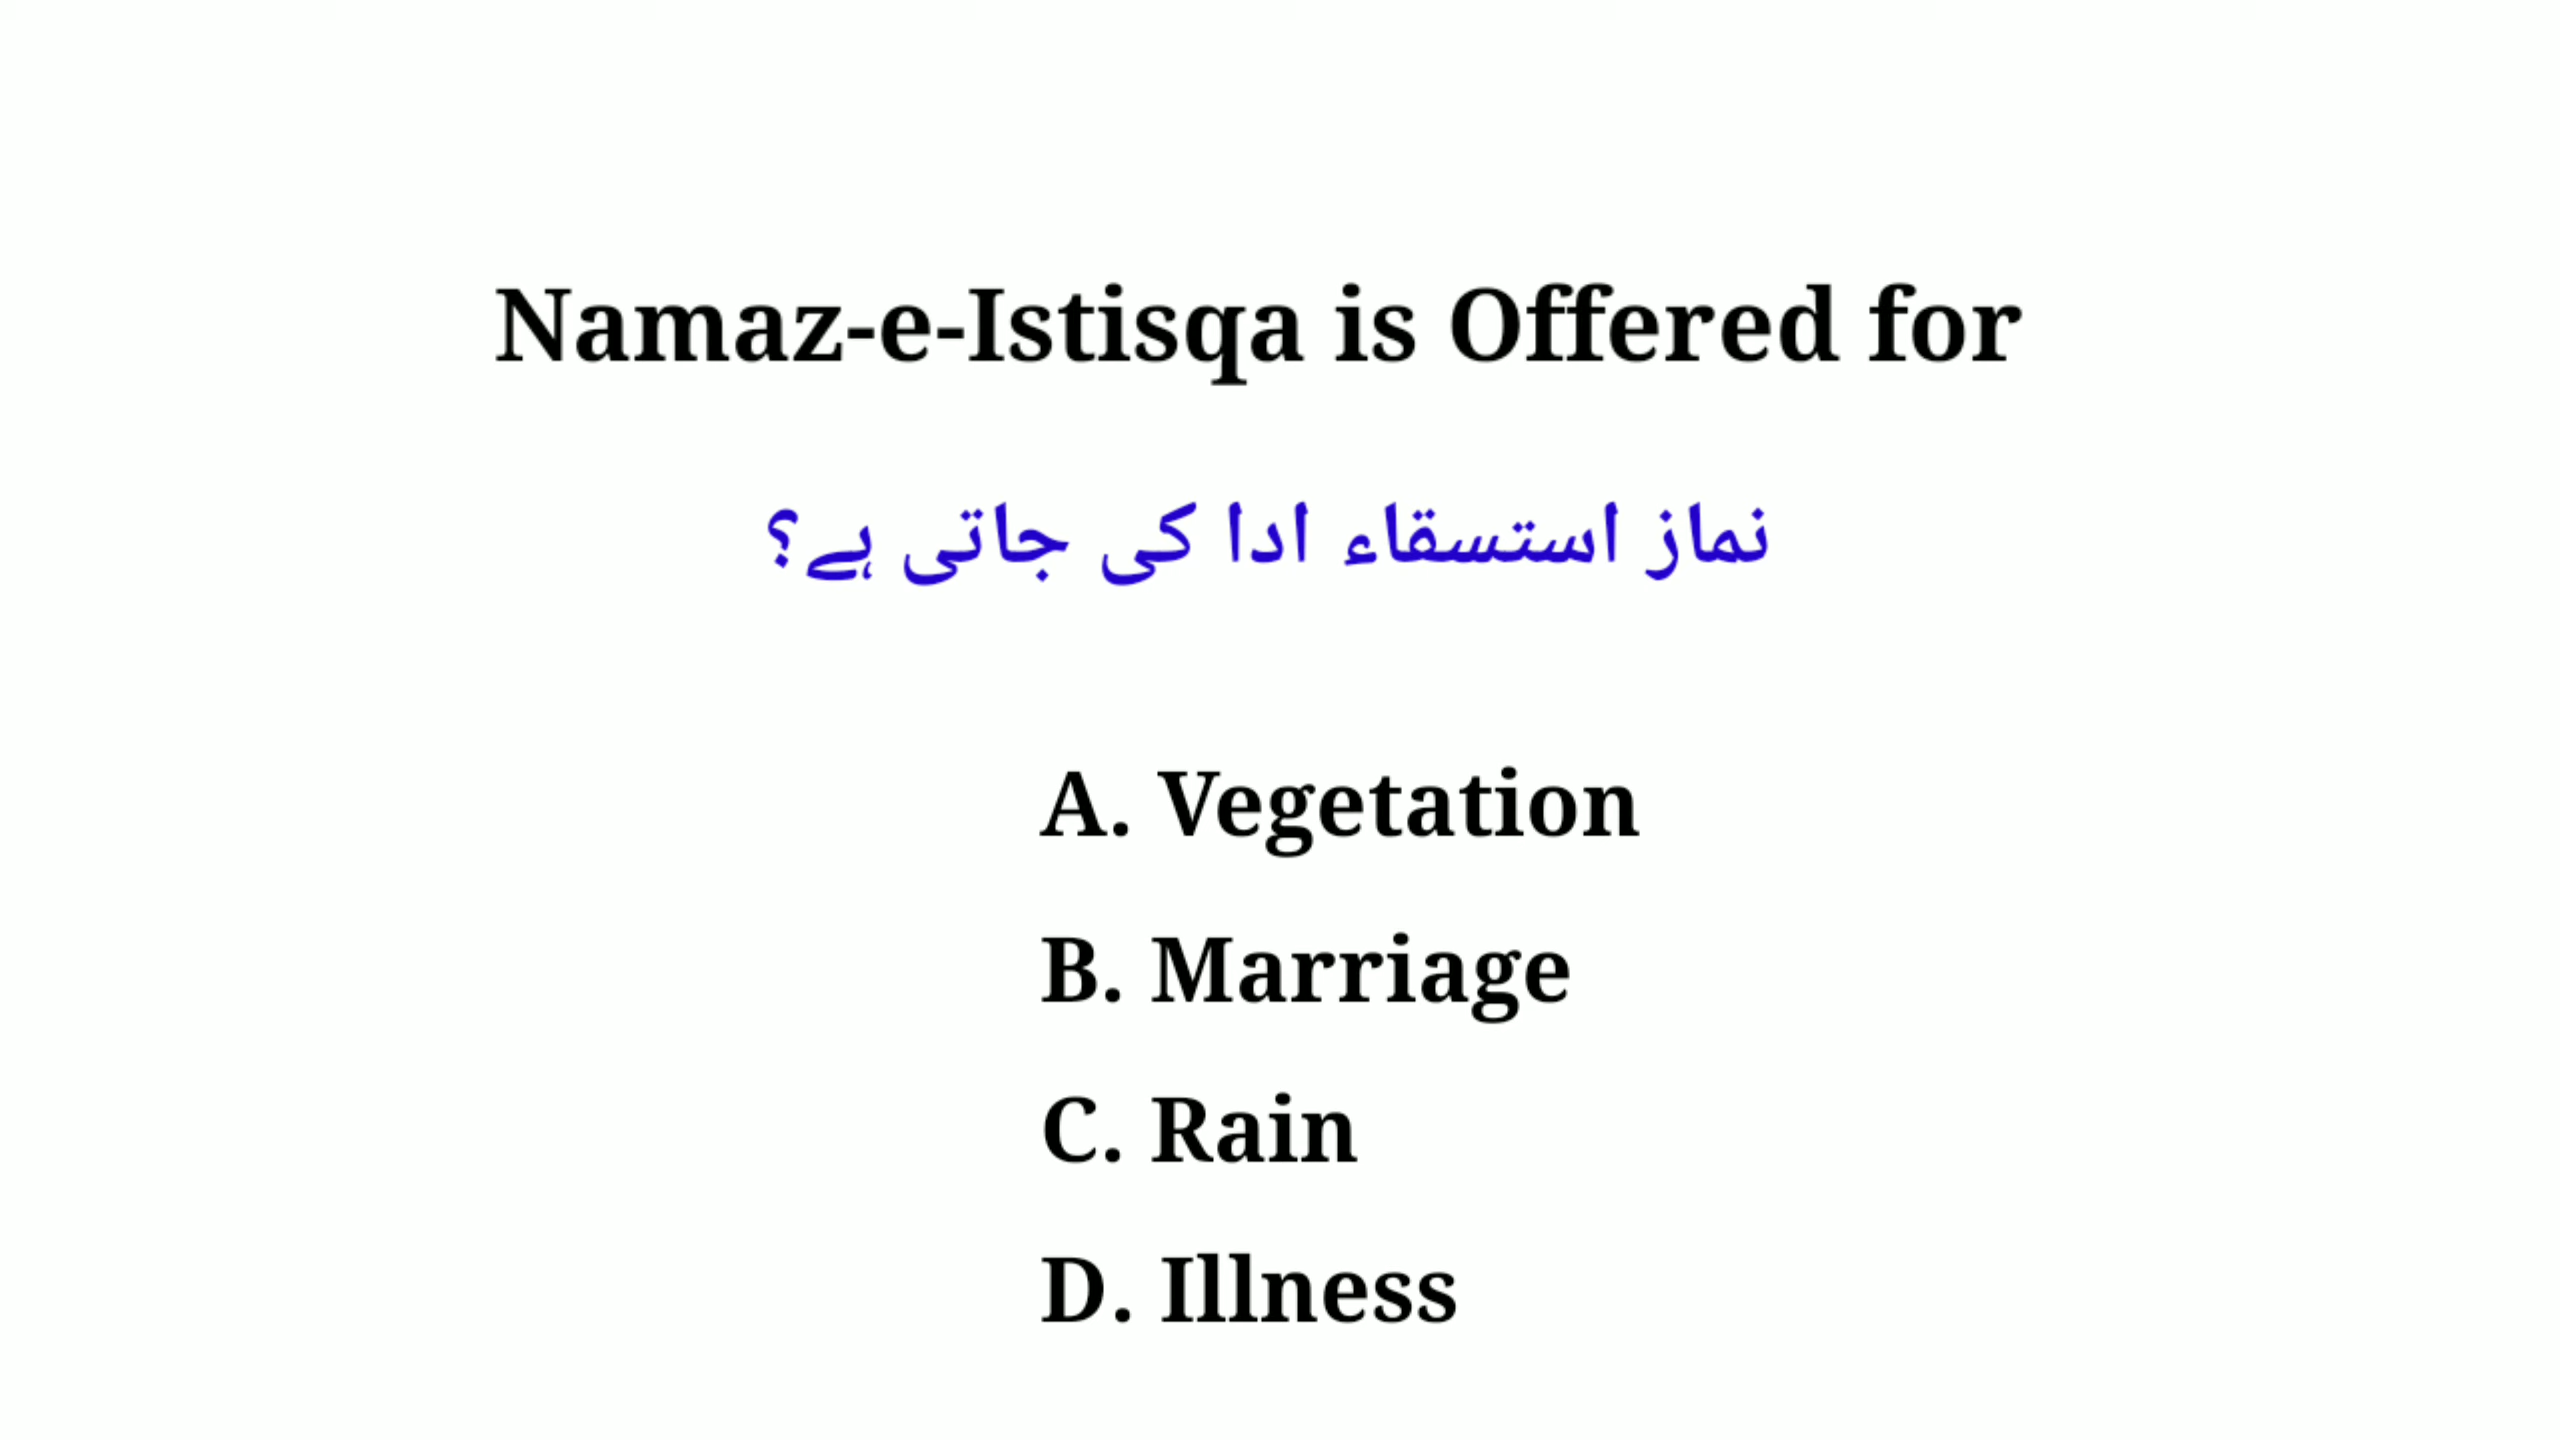 Namaz-e-Istisqa is Offered for
نماز استسقاء ادا کی جاتی ہے؟
A. Vegetation
B. Marriage
C. Rain
D. Illness